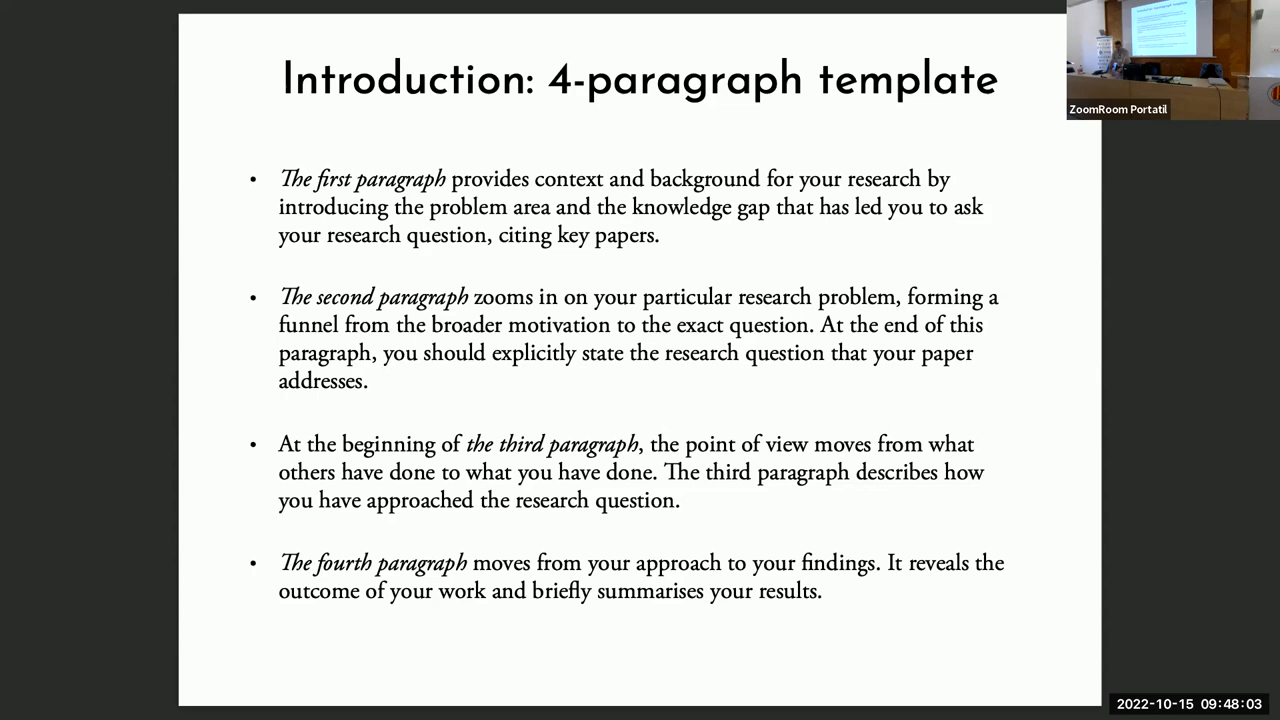 Introduction: 4-paragraph template
• The first paragraph provides context and background for your research by
introducing the problem area and the knowledge gap that has led you to ask
your research question, citing key papers.
• The second paragraph zooms in on your particular research problem, forming a
funnel from the broader motivation to the exact question. At the end of this
paragraph, you should explicitly state the research question that your paper
addresses.
• At the beginning of the third paragraph, the point of view moves from what
others have done to what you have done. The third paragraph describes how
you have approached the research question.
• The fourth paragraph moves from your approach to your findings. It reveals the
outcome of your work and briefly summarises your results.
ZoomRoom Portatil
2022-10-15 09:48:03